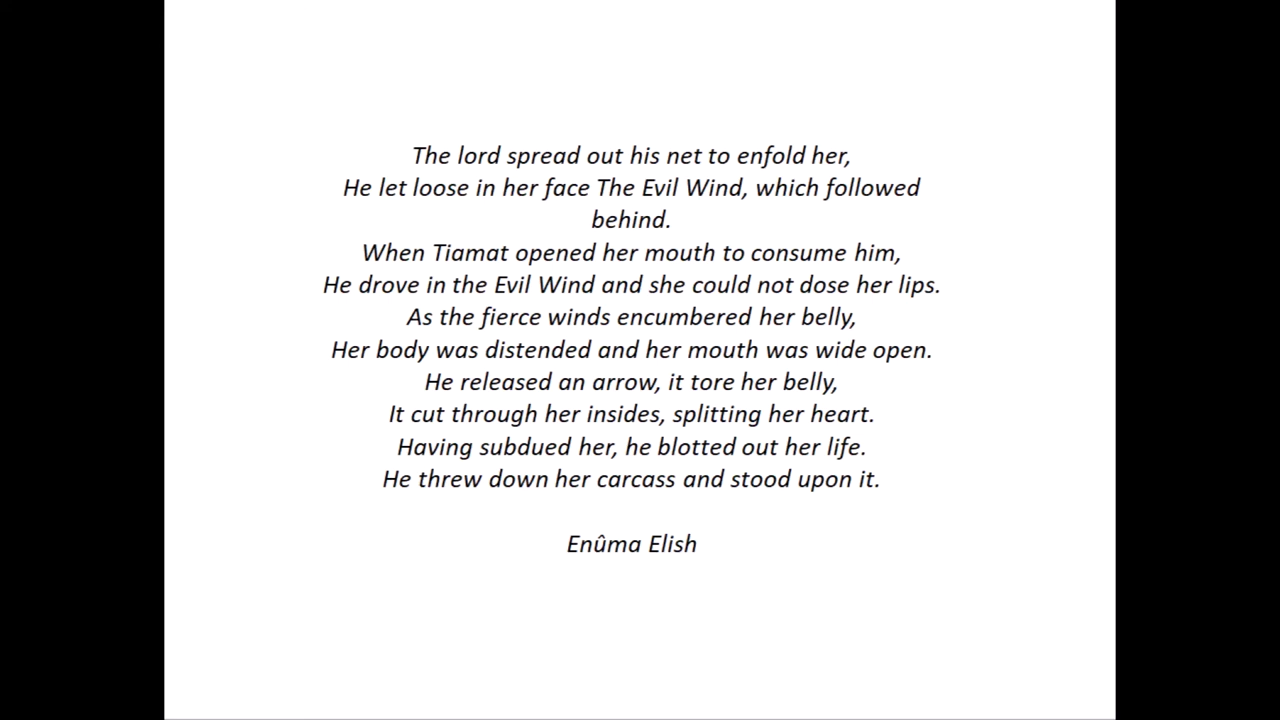 The lord spread out his net to enfold her,
He let loose in her face The Evil Wind, which followed
behind.
When Tiamat opened her mouth to consume him,
He drove in the Evil Wind and she could not dose her lips.
As the fierce winds encumbered her belly,
Her body was distended and her mouth was wide open.
He released an arrow, it tore her belly,
It cut through her insides, splitting her heart.
Having subdued her, he blotted out her life.
He threw down her carcass and stood upon it.
Enûma Elish